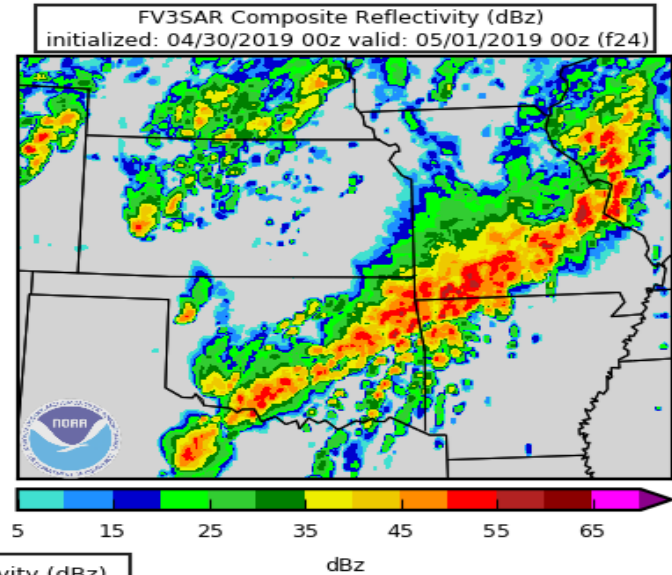 FV3SAR Composite Reflectivity (dBz)
initialized: 04/30/2019 00z valid: 05/01/2019 00z (f24)
NOAA
5 15 25 35 45 55 65
dBz
(dBz)